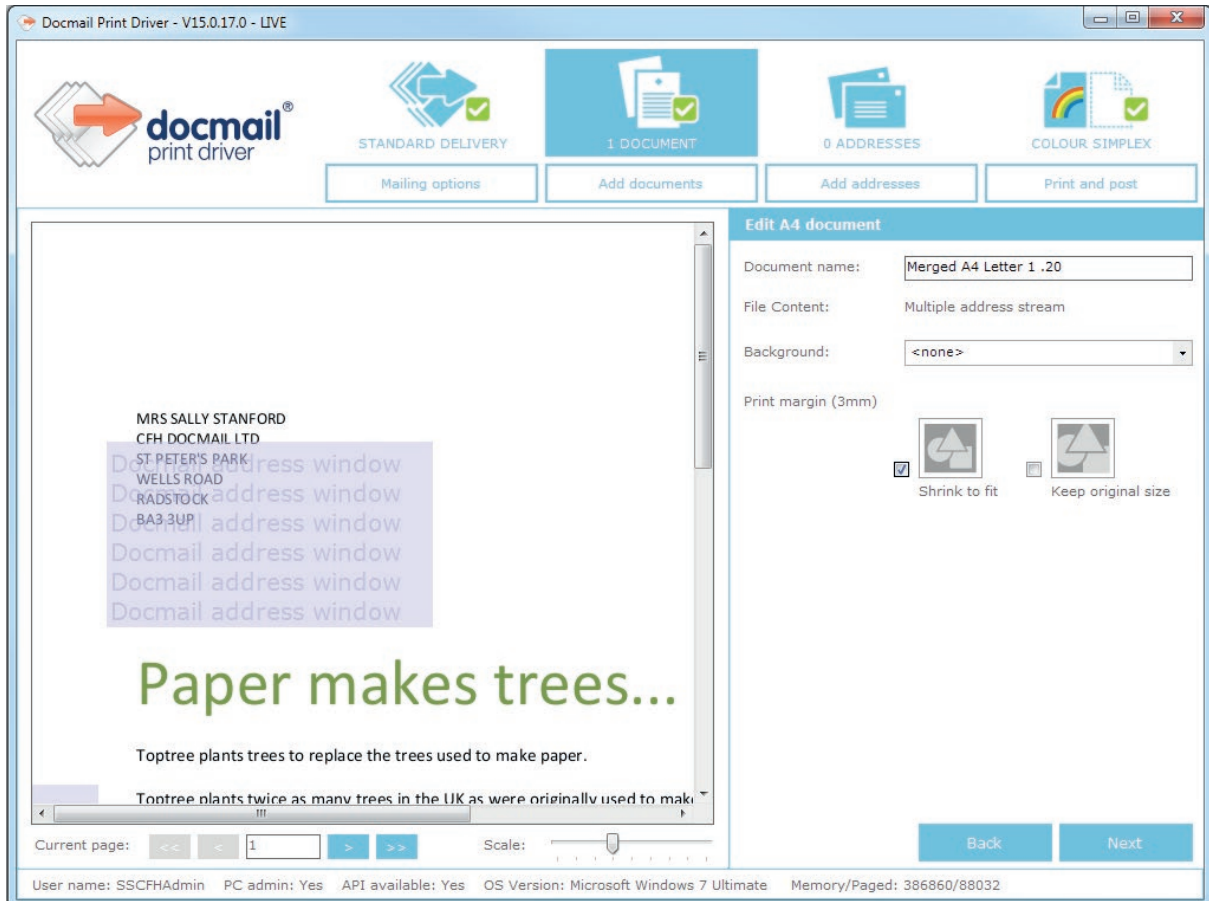 Docmail Print Driver - V15.0.17.0 - LIVE
docmail®
print driver
STANDARD DELIVERY
1 DOCUMENT
0 ADDRESSES
COLOUR SIMPLEX
Mailing options
Add documents
Add addresses
Print and post
MRS SALLY STANFORD
CFH DOCMAIL LTD
ST PETER'S PARK
WELLS ROAD
RADSTOCK
BA3 3UP
Docmail address window
Docmail address window
Docmail address window
Docmail address window
Docmail address window
Docmail address window
Paper makes trees...
Toptree plants trees to replace the trees used to make paper.
Toptree plants twice as many trees in the UK as were originally used to make
Current page: << < 1 > >> Scale:
Edit A4 document
Document name: Merged A4 Letter 1 .20
File Content: Multiple address stream
Background: <none>
Print margin (3mm)
Shrink to fit
Keep original size
Back
Next
User name: SSCFHAdmin PC admin: Yes API available: Yes OS Version: Microsoft Windows 7 Ultimate Memory/Paged: 386860/88032